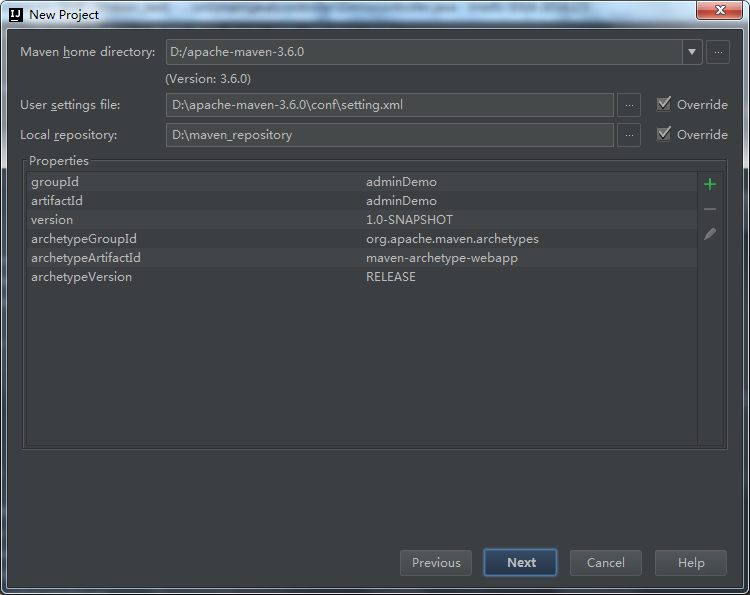 IJ New Project
Maven home directory: D:/apache-maven-3.6.0 ...
(Version: 3.6.0)
User settings file: D:\apache-maven-3.6.0\conf\setting.xml ... Override
Local repository: D:\maven_repository ... Override
Properties
groupId adminDemo
artifactId adminDemo
version 1.0-SNAPSHOT
archetypeGroupId org.apache.maven.archetypes
archetypeArtifactId maven-archetype-webapp
archetypeVersion RELEASE
Previous Next Cancel Help